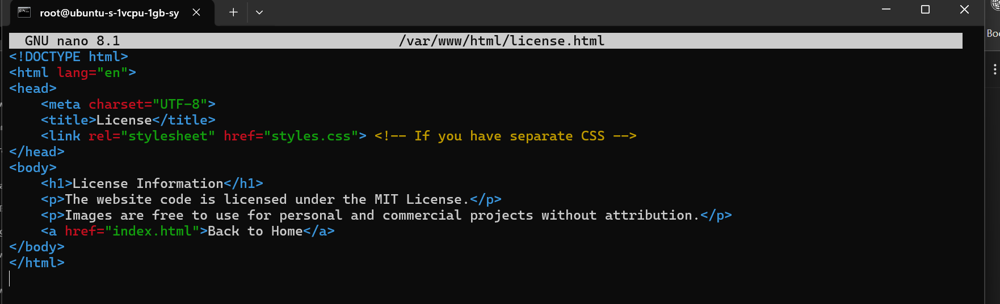 root@ubuntu-s-1vcpu-1gb-sy
GNU nano 8.1 /var/www/html/license.html
<!DOCTYPE html>
<html lang="en">
<head>
    <meta charset="UTF-8">
    <title>License</title>
    <link rel="stylesheet" href="styles.css"> <!-- If you have separate CSS -->
</head>
<body>
    <h1>License Information</h1>
    <p>The website code is licensed under the MIT License.</p>
    <p>Images are free to use for personal and commercial projects without attribution.</p>
    <a href="index.html">Back to Home</a>
</body>
</html>